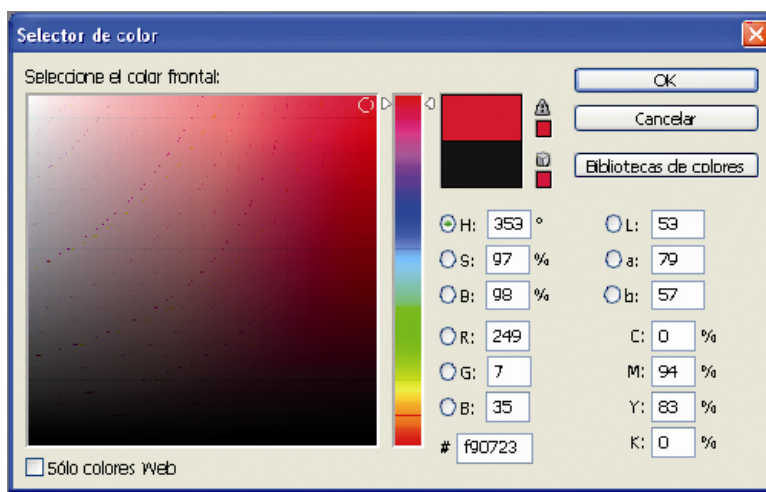 Selector de color
Seleccione el color frontal:
OK
Cancelar
Bibliotecas de colores
H: 353 °
S: 97 %
B: 98 %
R: 249
G: 7
B: 35
# f90723
L: 53
a: 79
b: 57
C: 0 %
M: 94 %
Y: 83 %
K: 0 %
Sólo colores Web